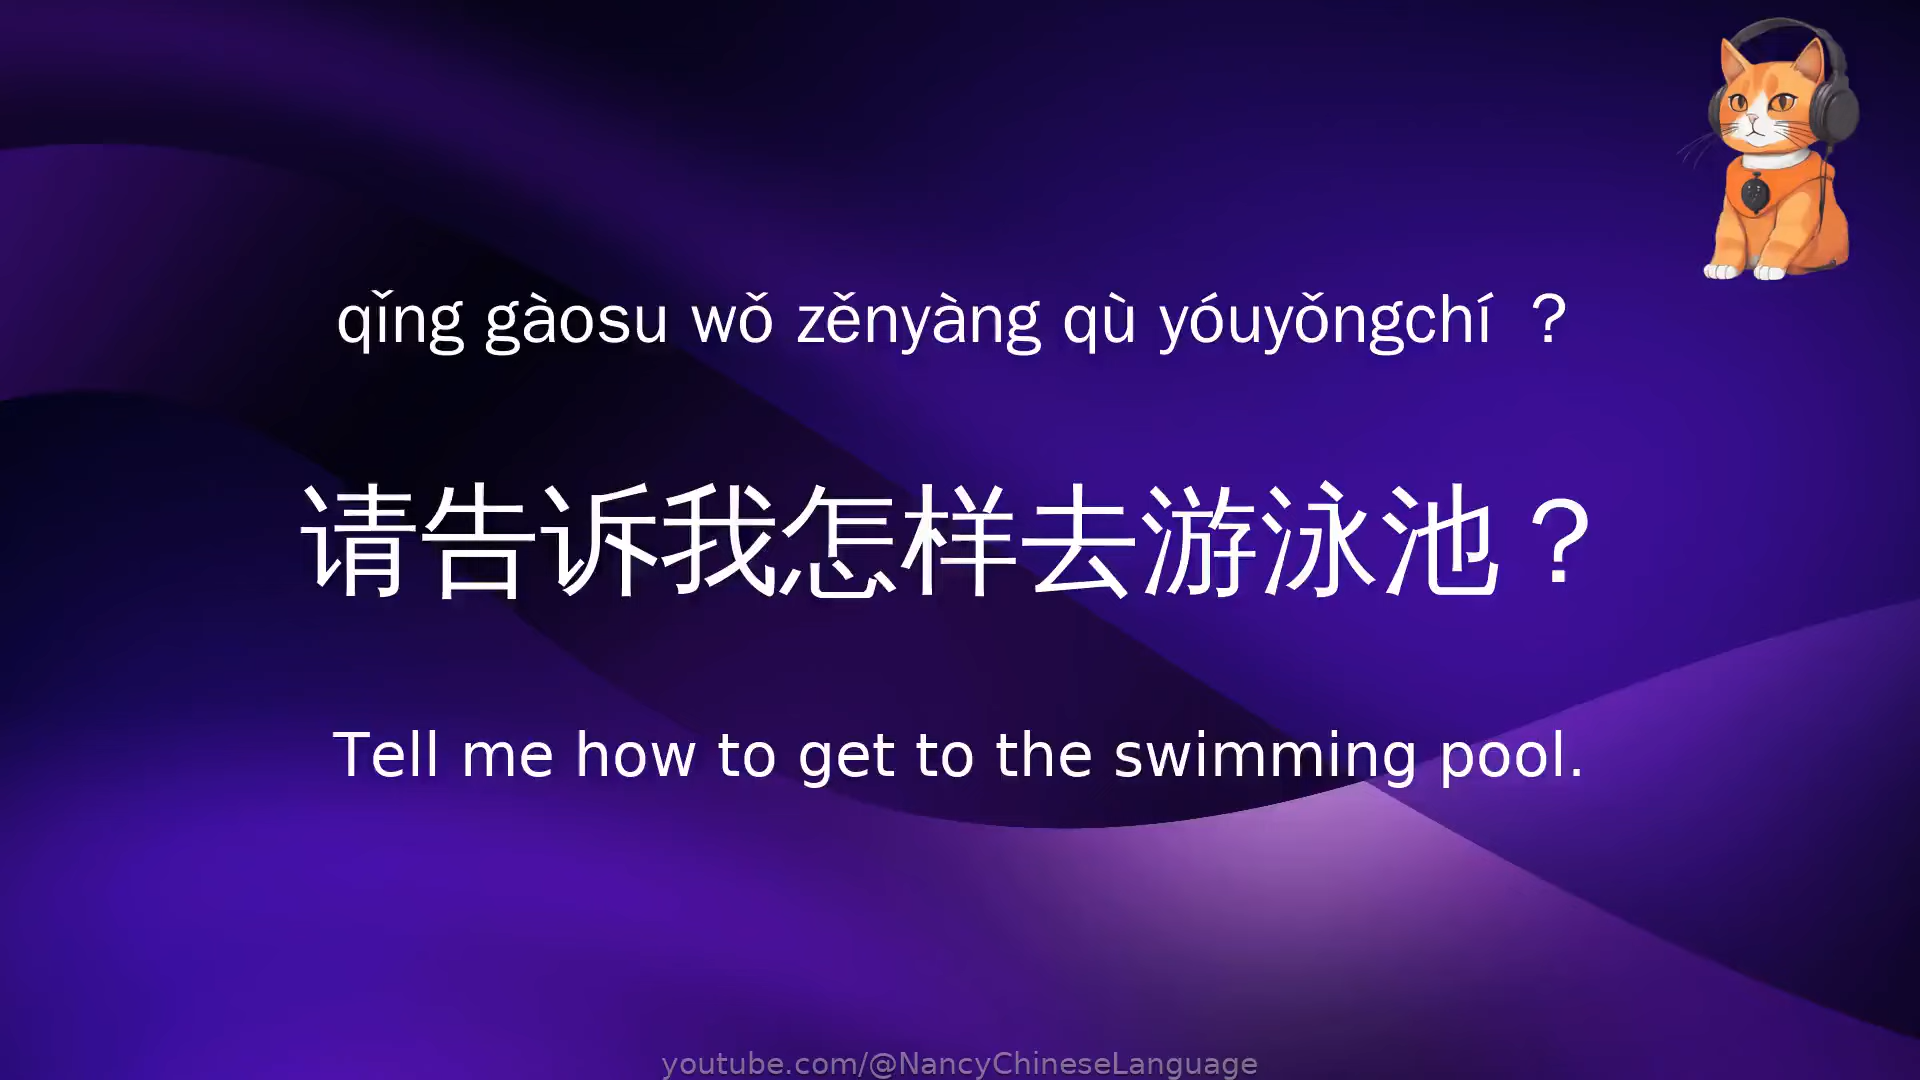 qǐng gàosu wǒ zěnyàng qù yóuyǒngchí ？
请告诉我怎样去游泳池？
Tell me how to get to the swimming pool.
youtube.com/@NancyChineseLanguage